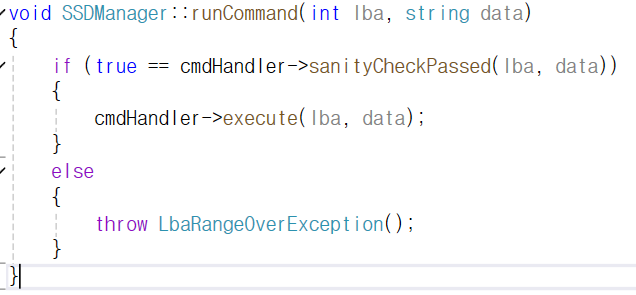 void SSDManager::runCommand(int lba, string data)
{
    if (true == cmdHandler->sanityCheckPassed(lba, data))
    {
        cmdHandler->execute(lba, data);
    }
    else
    {
        throw LbaRangeOverException();
    }
}